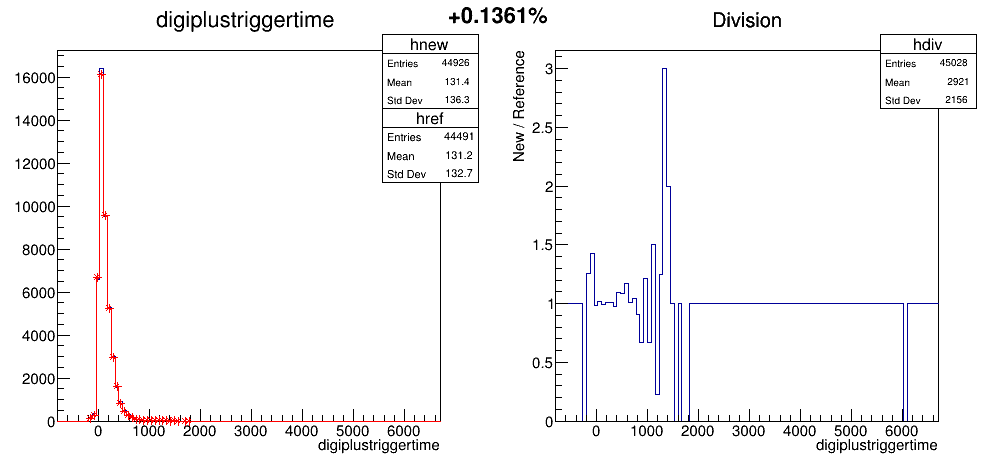 digiplustriggertime
+0.1361%
Division
hnew
Entries 44926
Mean 131.4
Std Dev 136.3
href
Entries 44491
Mean 131.2
Std Dev 132.7
16000
14000
12000
10000
8000
6000
4000
2000
0
0 1000 2000 3000 4000 5000 6000
digiplustriggertime
hdiv
Entries 45028
Mean 2921
Std Dev 2156
New / Reference
3
2.5
2
1.5
1
0.5
0
0 1000 2000 3000 4000 5000 6000
digiplustriggertime